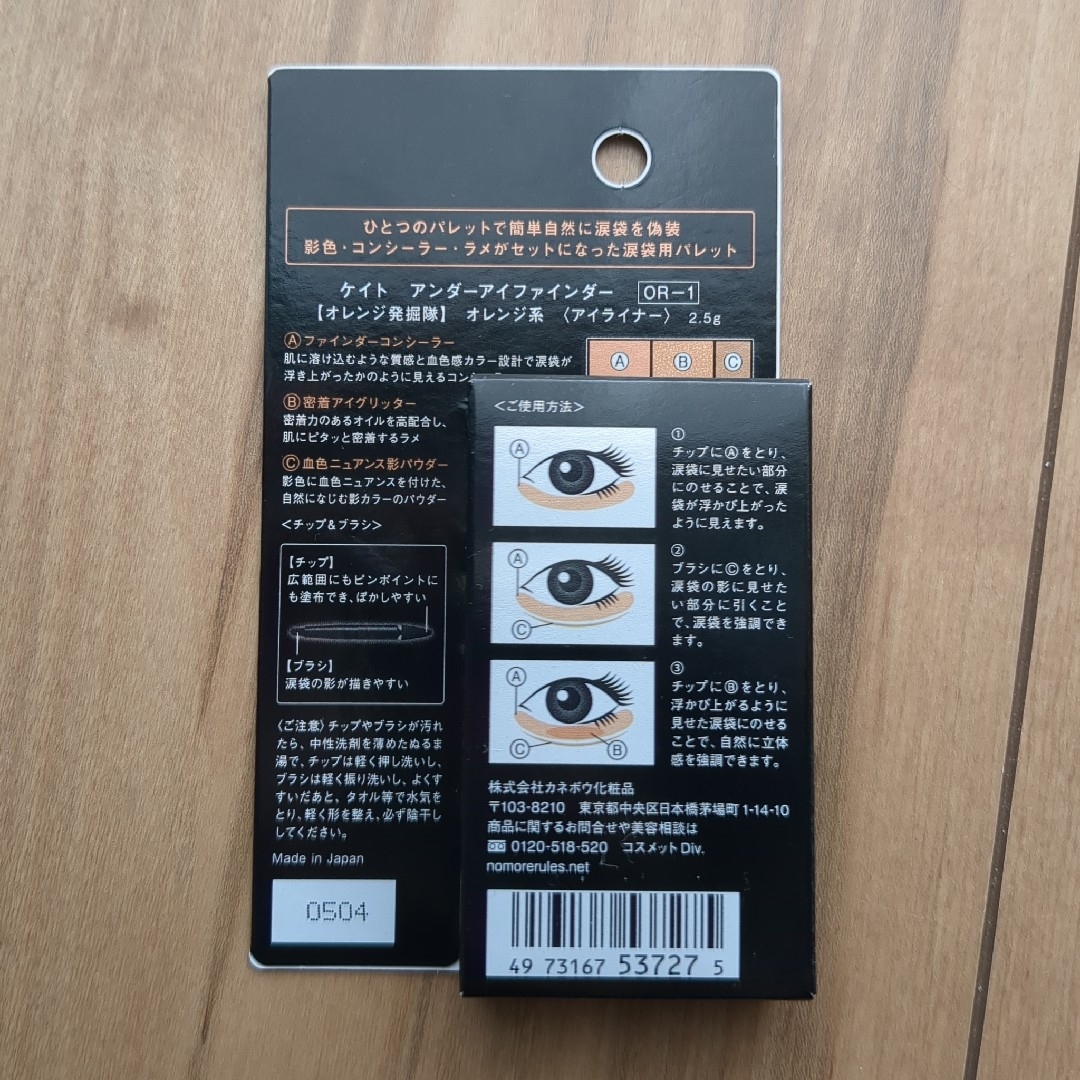 ひとつのパレットで簡単自然に涙袋を偽装
影色・コンシーラー・ラメがセットになった涙袋用パレット
ケイト アンダーアイファインダー OR-1
【オレンジ発掘隊】 オレンジ系 〈アイライナー〉 2.5g
Ⓐファインダーコンシーラー
肌に溶け込むような質感と血色感カラー設計で涙袋が
浮き上がったかのように見えるコンシ
Ⓑ密着アイグリッター
密着力のあるオイルを高配合し、
肌にピタッと密着するラメ
Ⓒ血色ニュアンス影パウダー
影色に血色ニュアンスを付けた、
自然になじむ影カラーのパウダー
Ⓐ Ⓑ Ⓒ
<チップ&ブラシ>
【チップ】
広範囲にもピンポイントに
も塗布でき、ぼかしやすい
【ブラシ】
涙袋の影が描きやすい
〈ご注意〉チップやブラシが汚れ
たら、中性洗剤を薄めたぬるま
湯で、チップは軽く押し洗いし、
ブラシは軽く振り洗いし、よくす
すいだあと、タオル等で水気を
とり、軽く形を整え、必ず陰干し
してください。
Made in Japan
0504
<ご使用方法>
Ⓐ
①
チップにⒶをとり、
涙袋に見せたい部分
にのせることで、涙
袋が浮かび上がった
ように見えます。
Ⓐ
Ⓒ
②
ブラシにⒸをとり、
涙袋の影に見せた
い部分に引くこと
で、涙袋を強調でき
ます。
Ⓐ
Ⓒ Ⓑ
③
チップにⒷをとり、
浮かび上がるように
見せた涙袋にのせる
ことで、自然に立体
感を強調できます。
株式会社カネボウ化粧品
〒103-8210 東京都中央区日本橋茅場町1-14-10
商品に関するお問合せや美容相談は
0120-518-520 コスメットDiv.
nomorerules.net
49 73167 53727 5